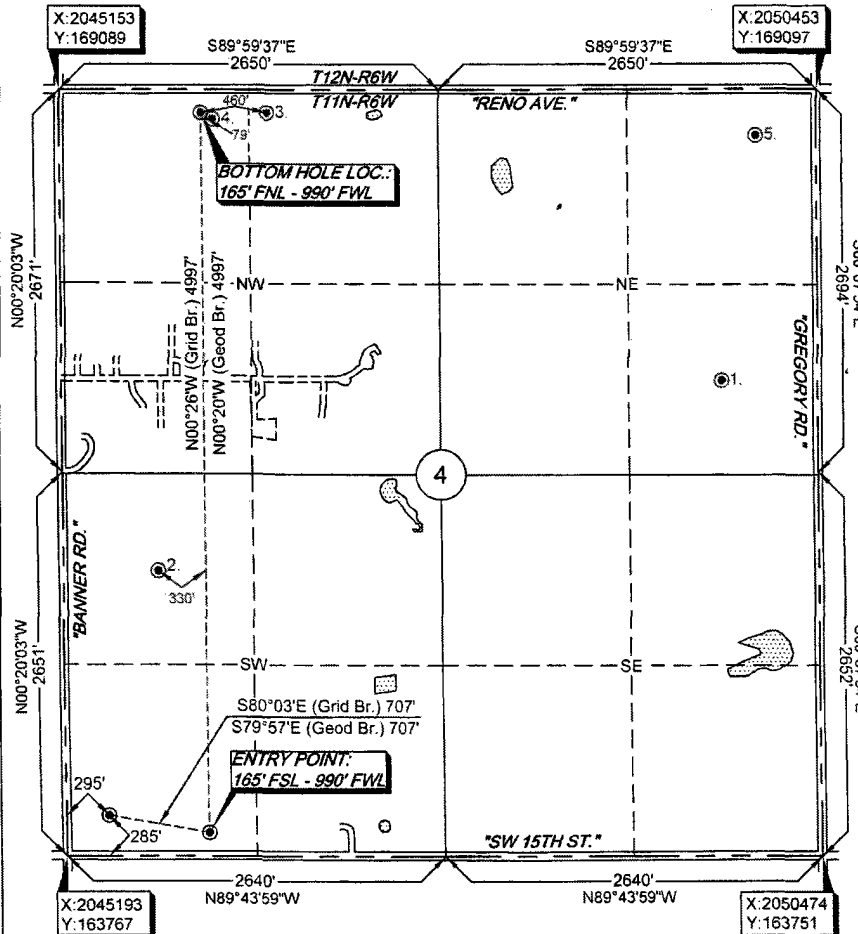 X:2045153
Y:169089
X:2050453
Y:169097
S89°59'37"E
2650'
S89°59'37"E
2650'
T12N-R6W
T11N-R6W
"RENO AVE."
460'
3.
4.
79'
5.
BOTTOM HOLE LOC.:
165' FNL - 990' FWL
N00°20'03"W
2671'
NW
NE
N00°26'W (Grid Br.) 4997'
N00°20'W (Geod Br.) 4997'
2694'
"GREGORY RD."
1.
4
"BANNER RD."
2.
330'
N00°20'03"W
2651'
SW
SE
2652'
S80°03'E (Grid Br.) 707'
S79°57'E (Geod Br.) 707'
ENTRY POINT:
165' FSL - 990' FWL
295'
285'
"SW 15TH ST."
2640'
N89°43'59"W
2640'
N89°43'59"W
X:2045193
Y:163767
X:2050474
Y:163751